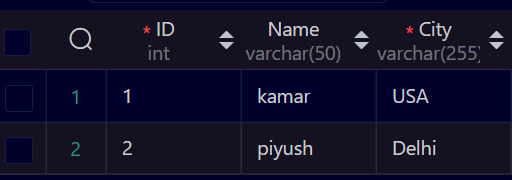 * ID Name * City
int varchar(50) varchar(255)
1 1 kamar USA
2 2 piyush Delhi